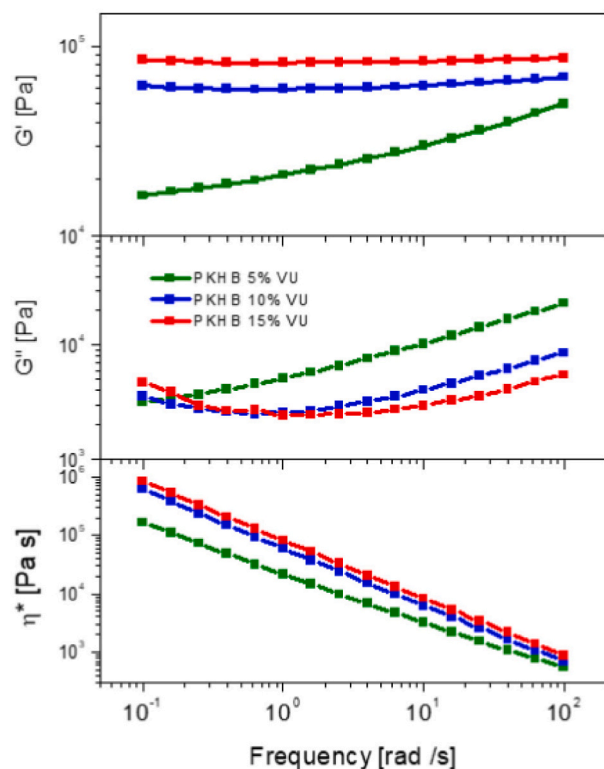 G' [Pa]
10⁵
10⁴
G" [Pa]
PKHB 5% VU
PKHB 10% VU
PKHB 15% VU
10⁴
10³
η* [Pa s]
10⁶
10⁵
10⁴
10³
10⁻¹ 10⁰ 10¹ 10²
Frequency [rad /s]